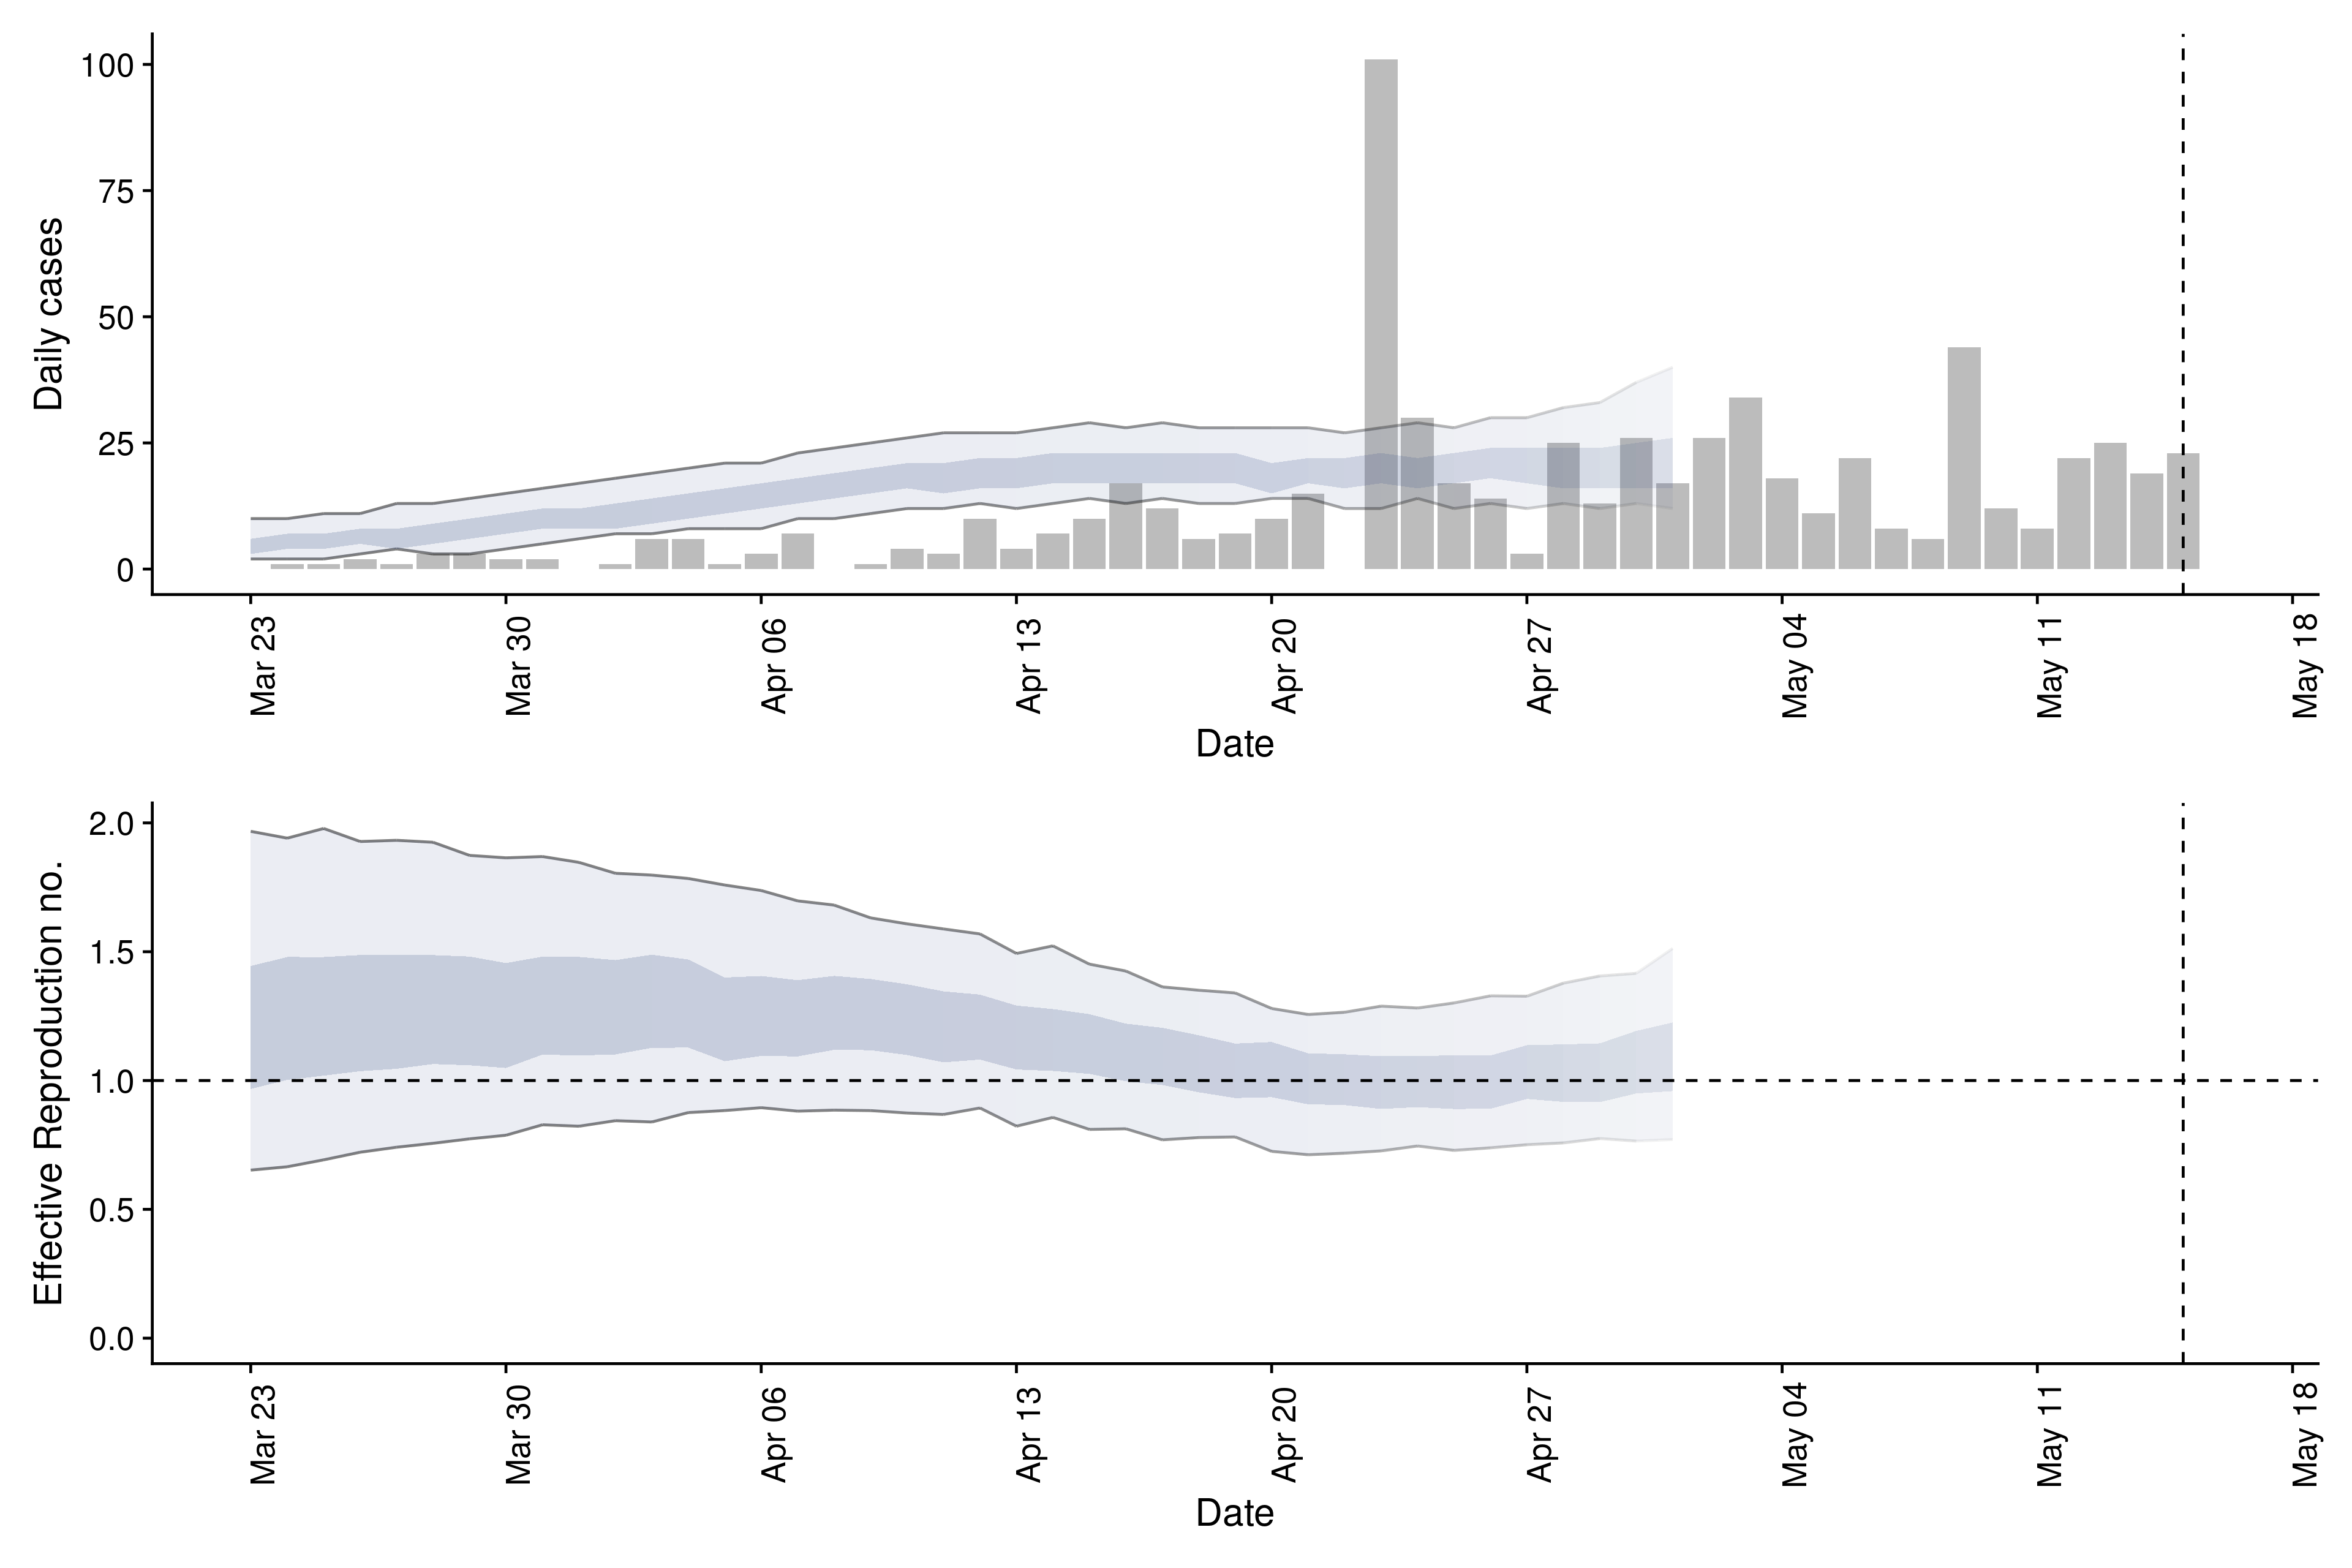 Daily cases
100
75
50
25
0
Mar 23
Mar 30
Apr 06
Apr 13
Apr 20
Apr 27
May 04
May 11
May 18
Date
Effective Reproduction no.
2.0
1.5
1.0
0.5
0.0
Mar 23
Mar 30
Apr 06
Apr 13
Apr 20
Apr 27
May 04
May 11
May 18
Date